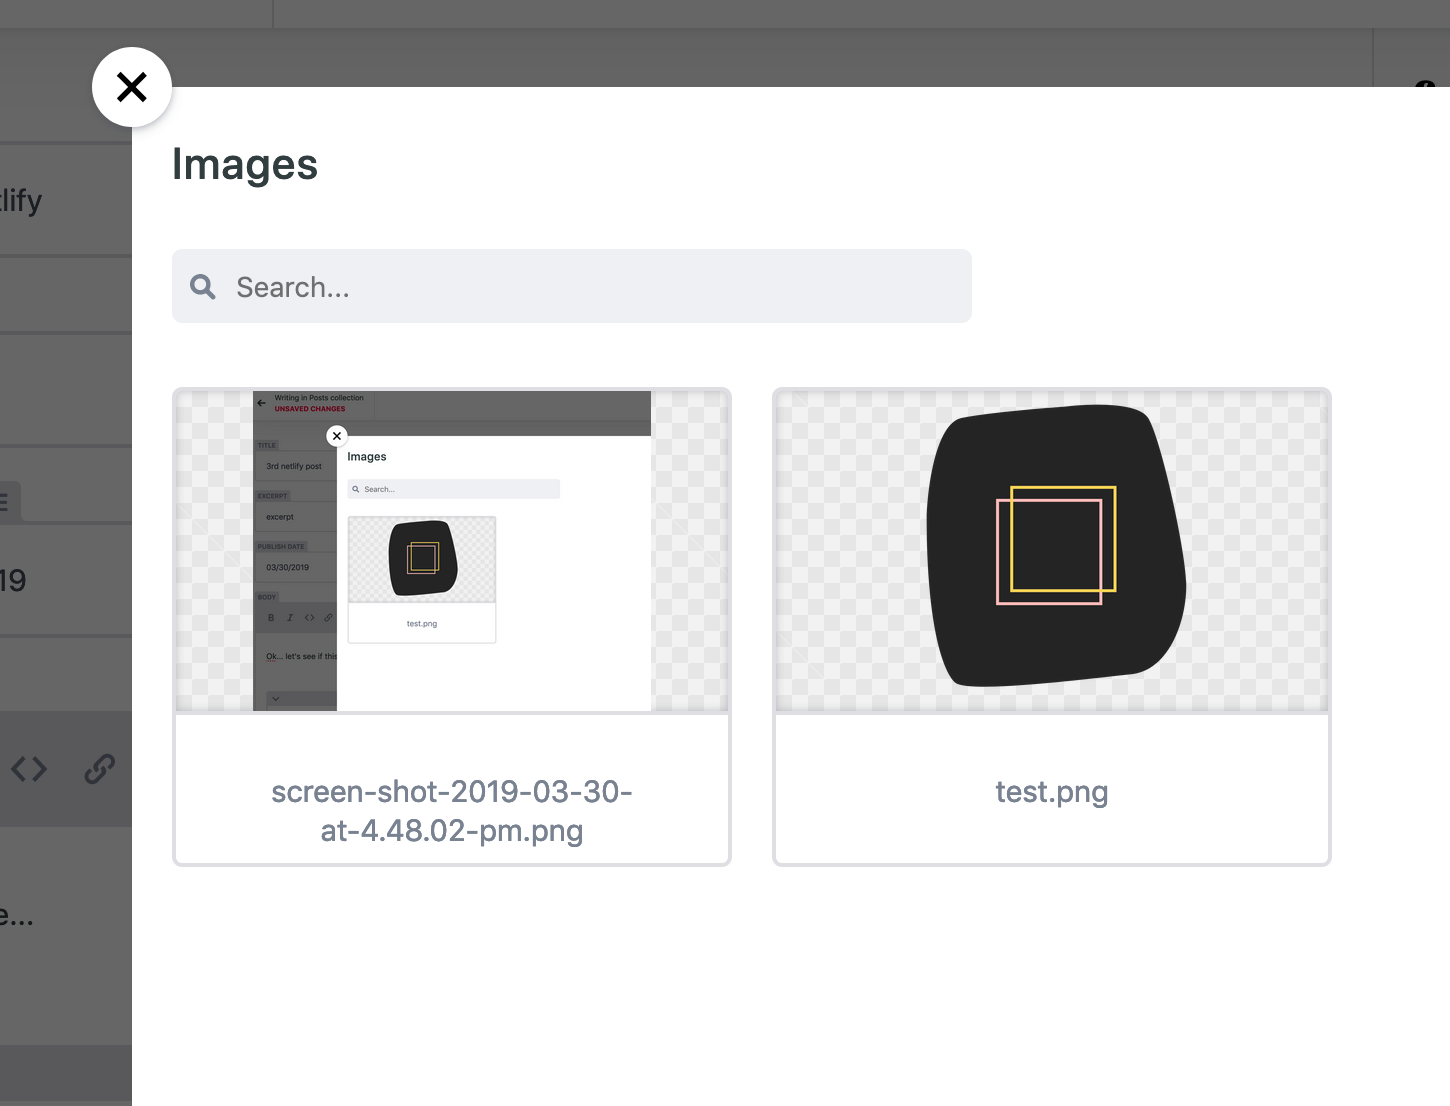 Images
Search...
Writing in Posts collection
UNSAVED CHANGES
TITLE
3rd netlify post
EXCERPT
excerpt
PUBLISH DATE
03/30/2019
BODY
B I
Ok... let's see if this
Images
Search...
test.png
screen-shot-2019-03-30-
at-4.48.02-pm.png
test.png
tlify
19
e...